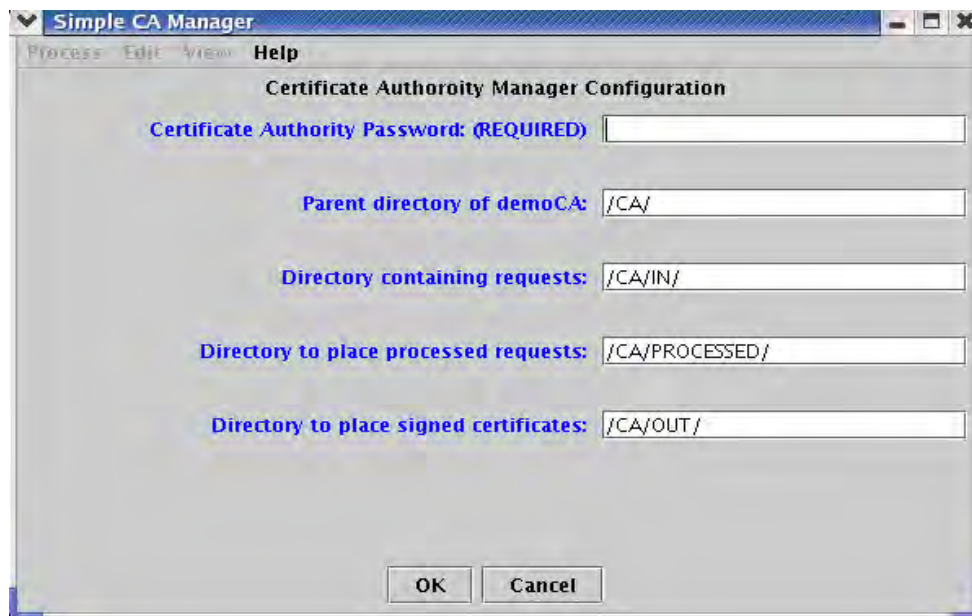 Simple CA Manager
Process Edit View Help
Certificate Authoroity Manager Configuration
Certificate Authority Password: (REQUIRED)
Parent directory of demoCA: /CA/
Directory containing requests: /CA/IN/
Directory to place processed requests: /CA/PROCESSED/
Directory to place signed certificates: /CA/OUT/
OK Cancel